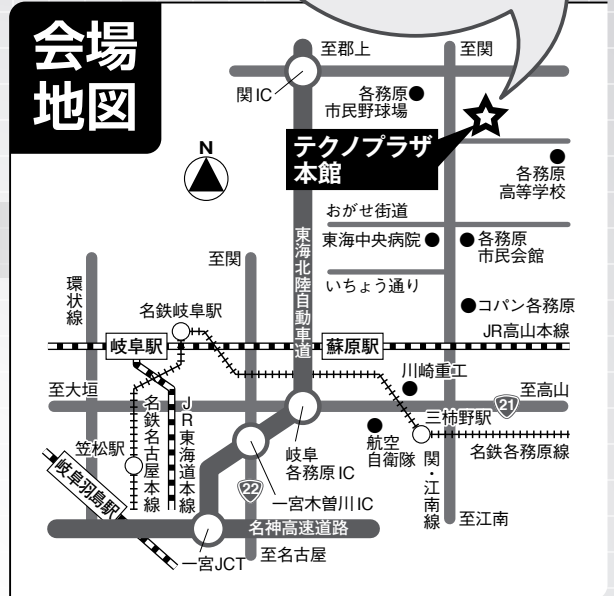 会場
地図
至郡上
至関
関IC
各務原
市民野球場
N
テクノプラザ
本館
各務原
高等学校
おがせ街道
東海中央病院
各務原
市民会館
東海北陸自動車道
いちょう通り
至関
環状線
名鉄岐阜駅
コパン各務原
JR高山本線
岐阜駅
蘇原駅
川崎重工
至大垣
至高山
21
三柿野駅
名鉄名古屋本線
JR東海道本線
笠松駅
岐阜
各務原IC
航空
自衛隊
関・江南線
名鉄各務原線
岐阜羽島駅
22
一宮木曽川IC
至江南
名神高速道路
一宮JCT
至名古屋